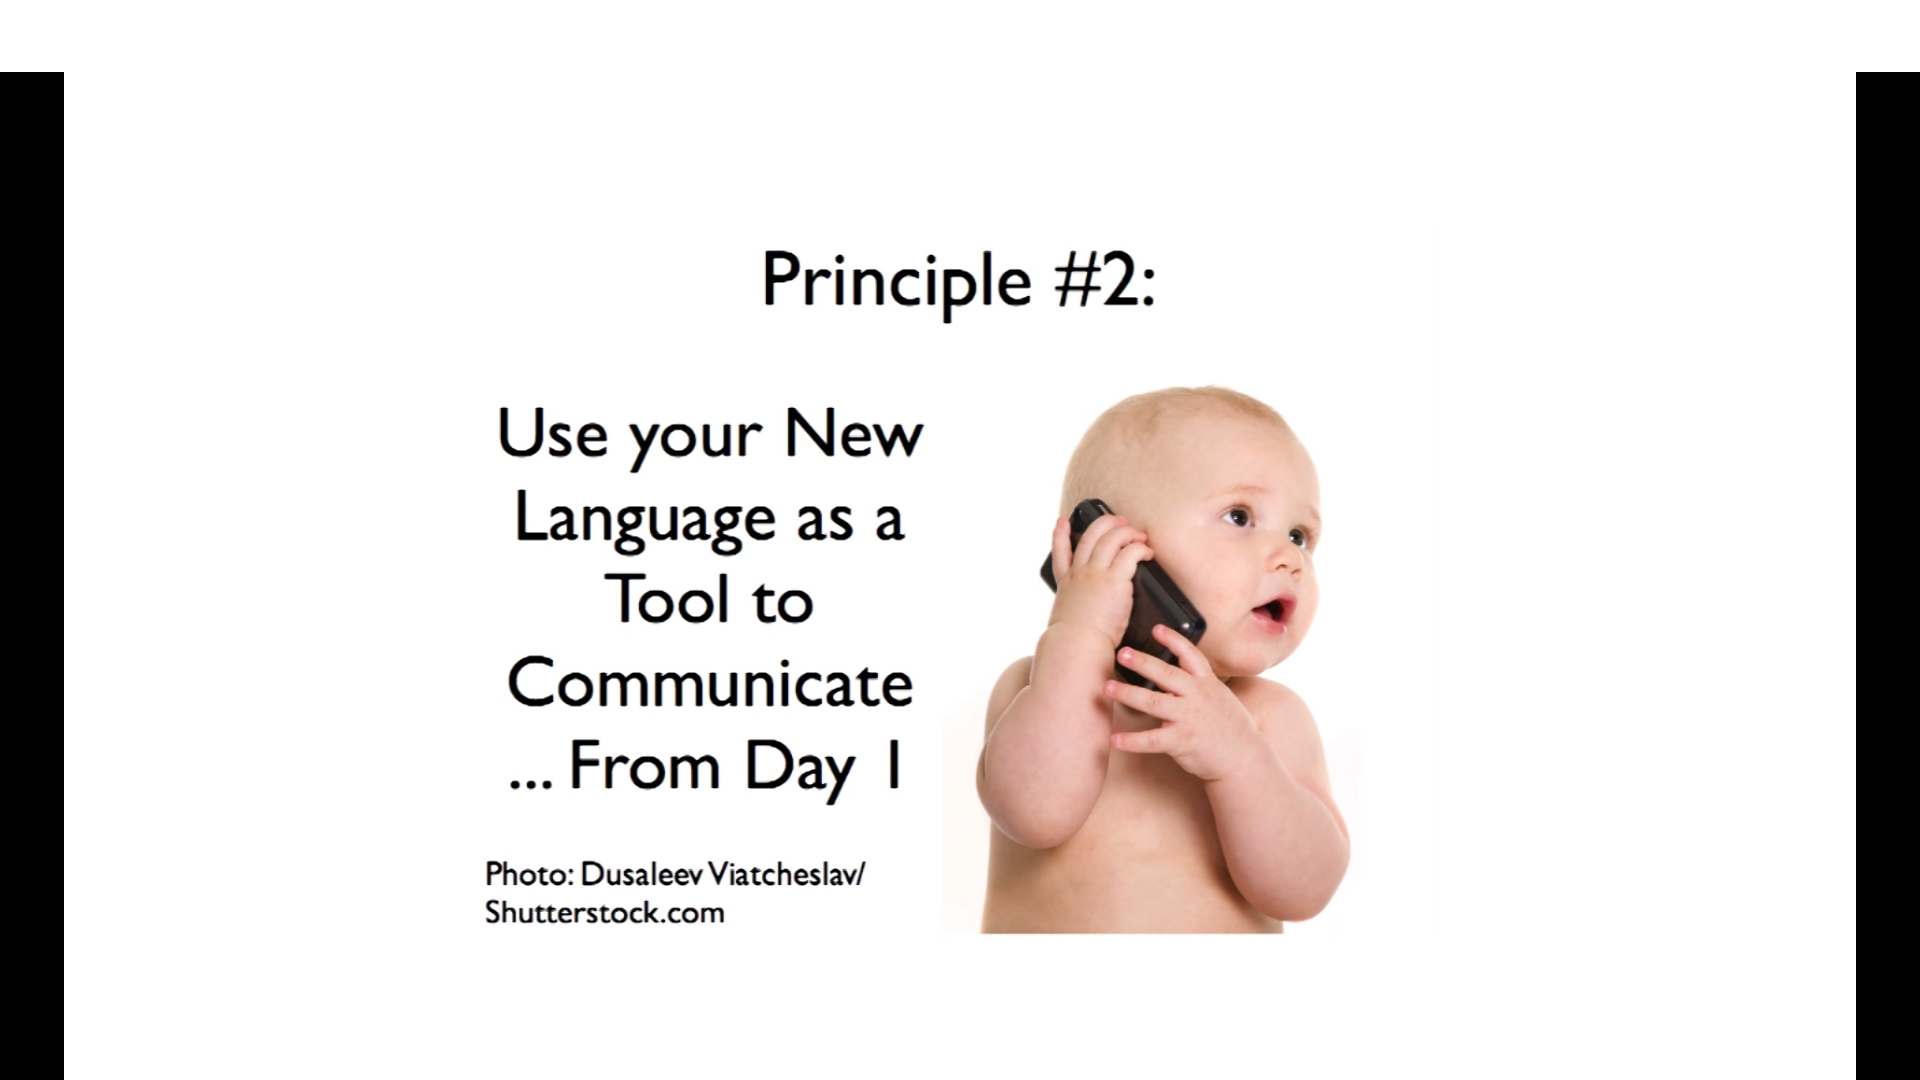 Principle #2:
Use your New
Language as a
Tool to
Communicate
... From Day 1
Photo: Dusaleev Viatcheslav/
Shutterstock.com